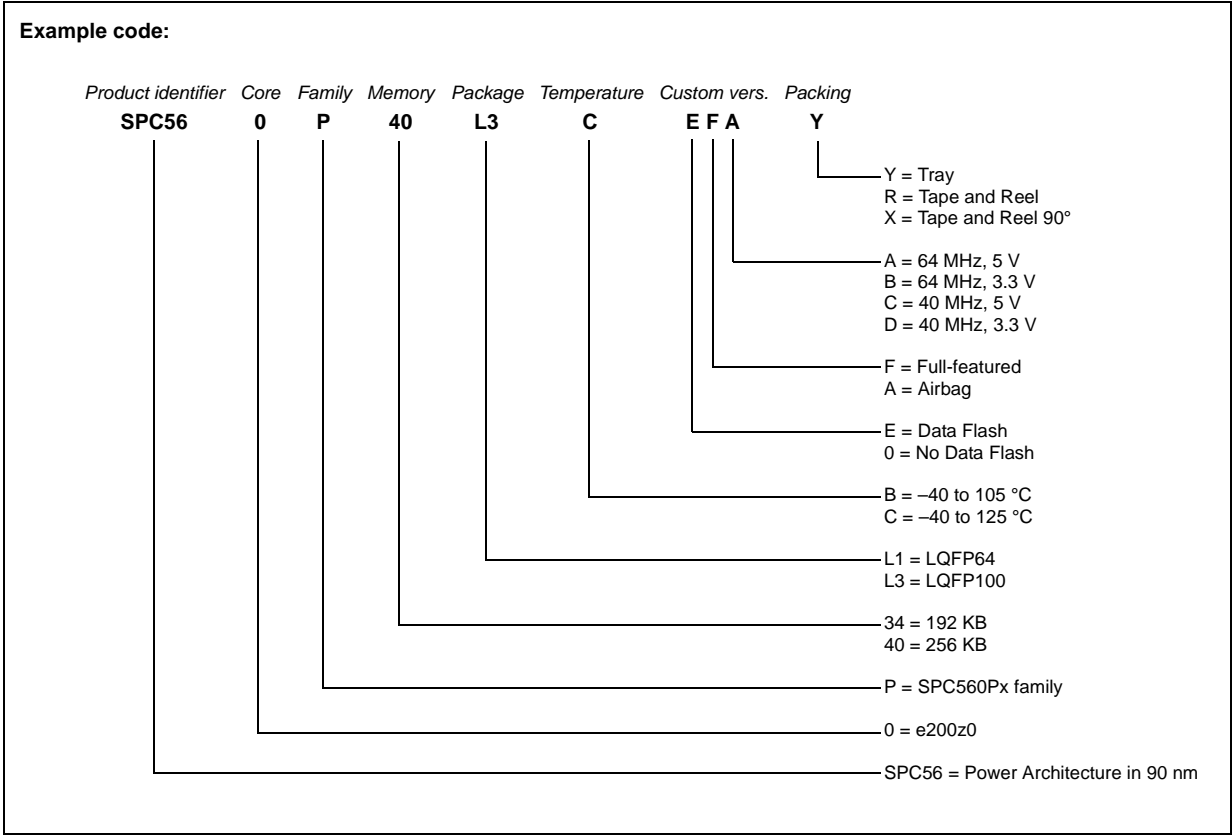 Example code:
Product identifier Core Family Memory Package Temperature Custom vers. Packing
SPC56 0 P 40 L3 C E F A Y
Y = Tray
R = Tape and Reel
X = Tape and Reel 90°
A = 64 MHz, 5 V
B = 64 MHz, 3.3 V
C = 40 MHz, 5 V
D = 40 MHz, 3.3 V
F = Full-featured
A = Airbag
E = Data Flash
0 = No Data Flash
B = –40 to 105 °C
C = –40 to 125 °C
L1 = LQFP64
L3 = LQFP100
34 = 192 KB
40 = 256 KB
P = SPC560Px family
0 = e200z0
SPC56 = Power Architecture in 90 nm